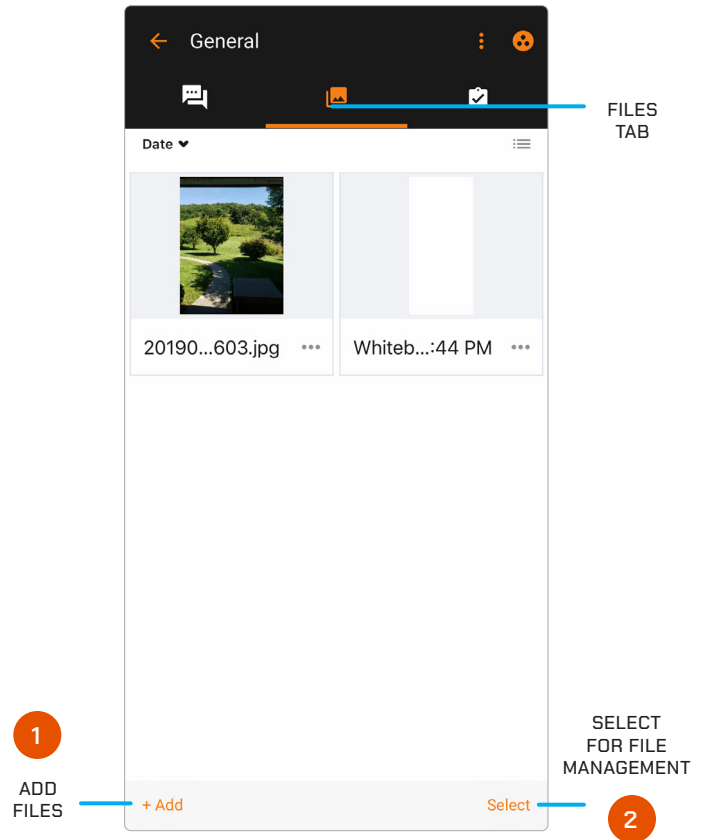 General
FILES
TAB
Date
20190...603.jpg
Whiteb...:44 PM
1
ADD
FILES
+ Add
Select
SELECT
FOR FILE
MANAGEMENT
2